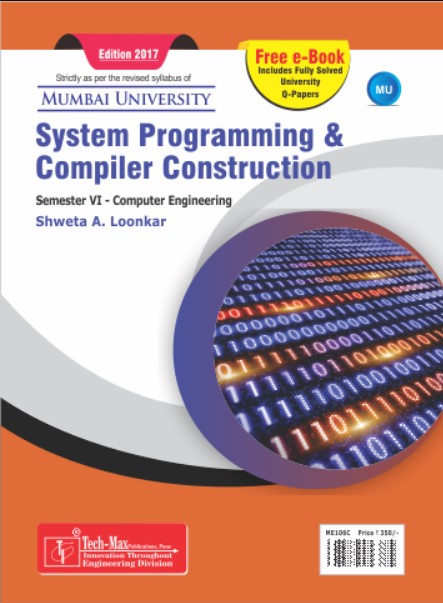 Edition 2017
Strictly as per the revised syllabus of
MUMBAI UNIVERSITY
Free e-Book
Includes Fully Solved
University
Q-Papers
MU
System Programming &
Compiler Construction
Semester VI - Computer Engineering
Shweta A. Loonkar
Tech-Max Publications, Pune
Innovation Throughout
Engineering Division
ME106C Price ₹ 350/-